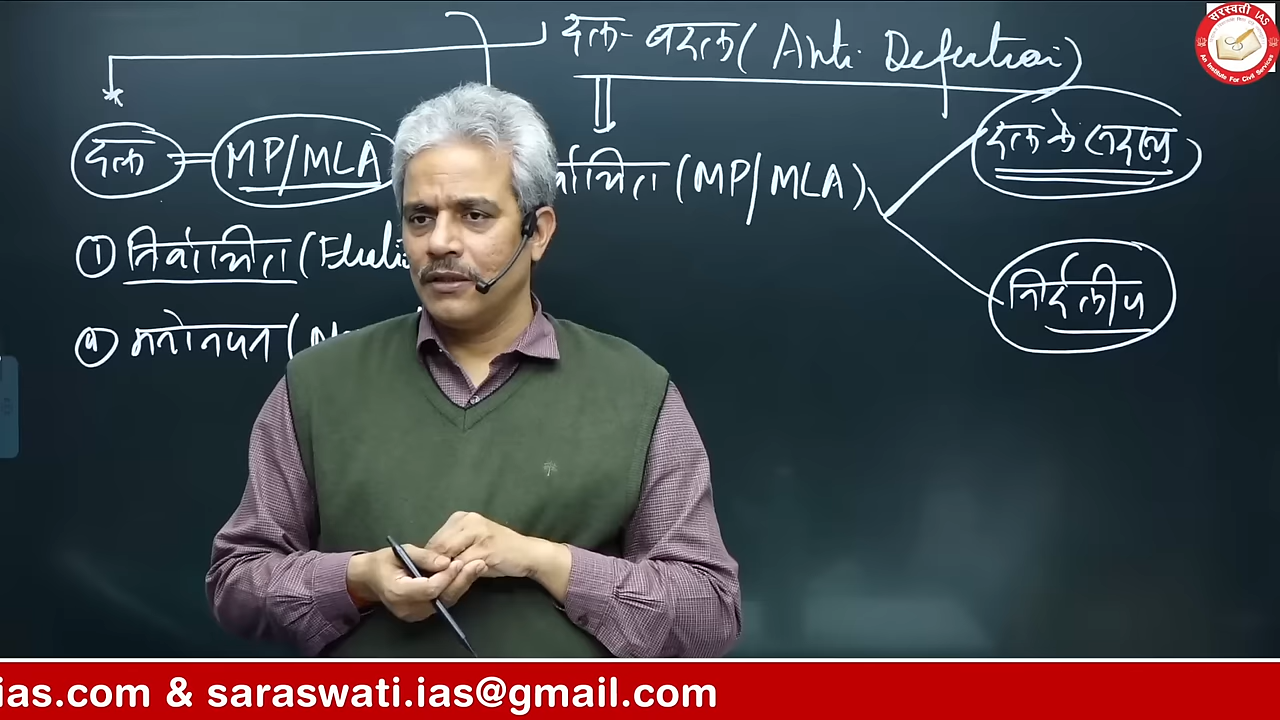 दल-बदल (Anti Defection)
दल = MP/MLA
(MP/MLA)
दल के सदस्य
निर्दलीय
① निर्वाचित (
② मनोनयन (
सरस्वती IAS
An Institute For Civil Services
ias.com & saraswati.ias@gmail.com